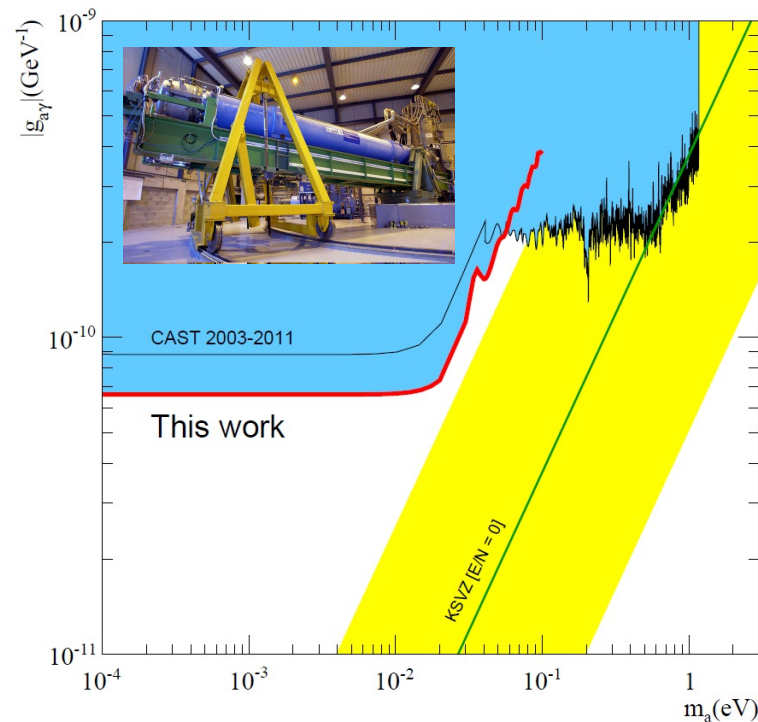 |g_aγ|(GeV⁻¹)
10⁻⁹
10⁻¹⁰
CAST 2003-2011
This work
KSVZ [E/N = 0]
10⁻¹¹
10⁻⁴ 10⁻³ 10⁻² 10⁻¹ 1
m_a(eV)